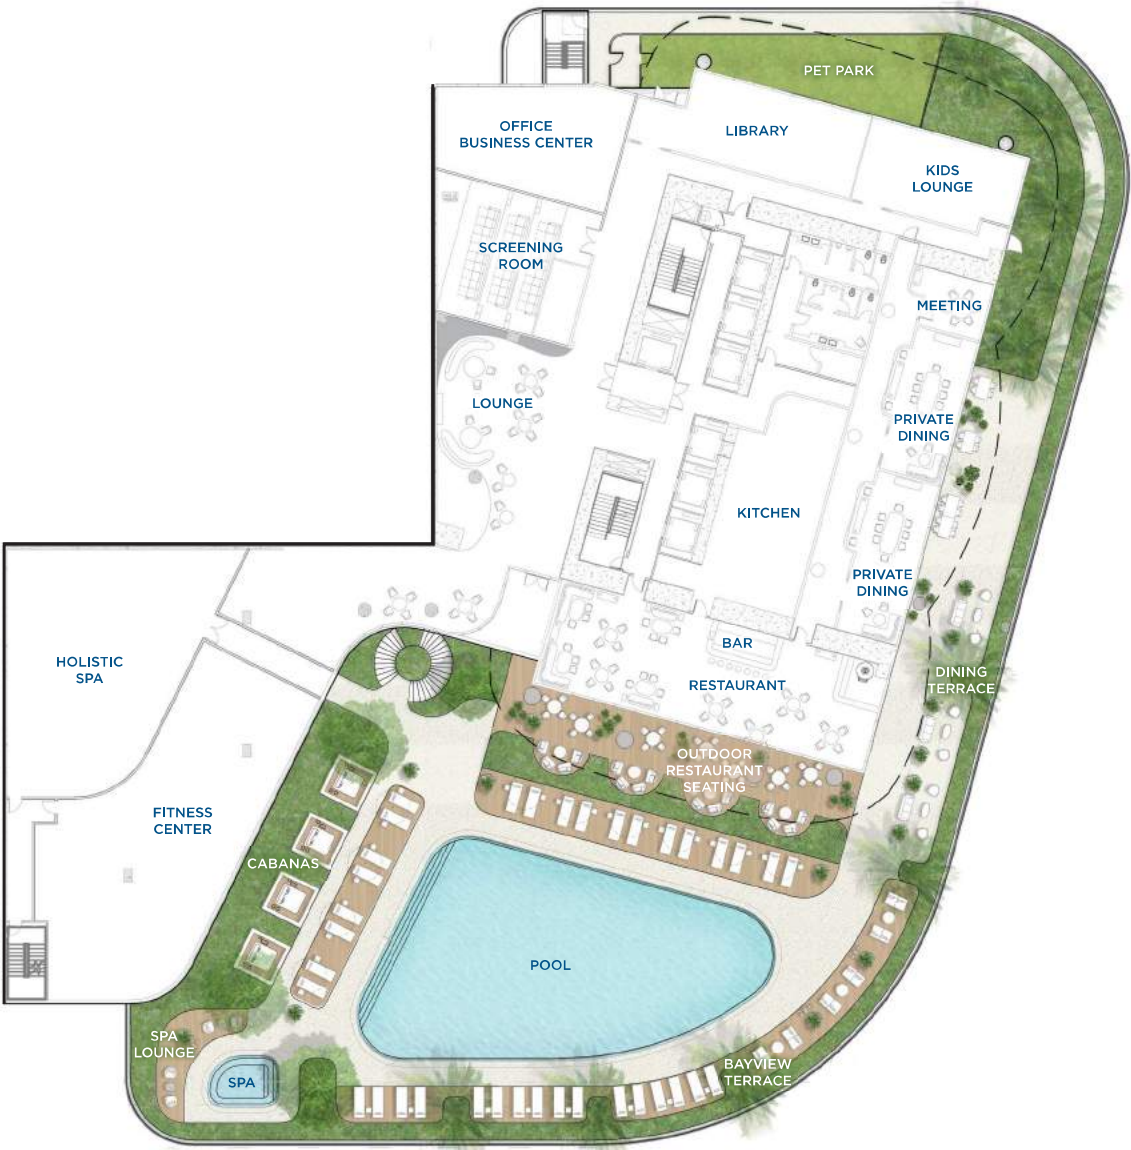 PET PARK
OFFICE
BUSINESS CENTER
LIBRARY
KIDS
LOUNGE
SCREENING
ROOM
MEETING
LOUNGE
PRIVATE
DINING
KITCHEN
PRIVATE
DINING
BAR
HOLISTIC
SPA
RESTAURANT
DINING
TERRACE
OUTDOOR
RESTAURANT
SEATING
FITNESS
CENTER
CABANAS
POOL
SPA
LOUNGE
SPA
BAYVIEW
TERRACE